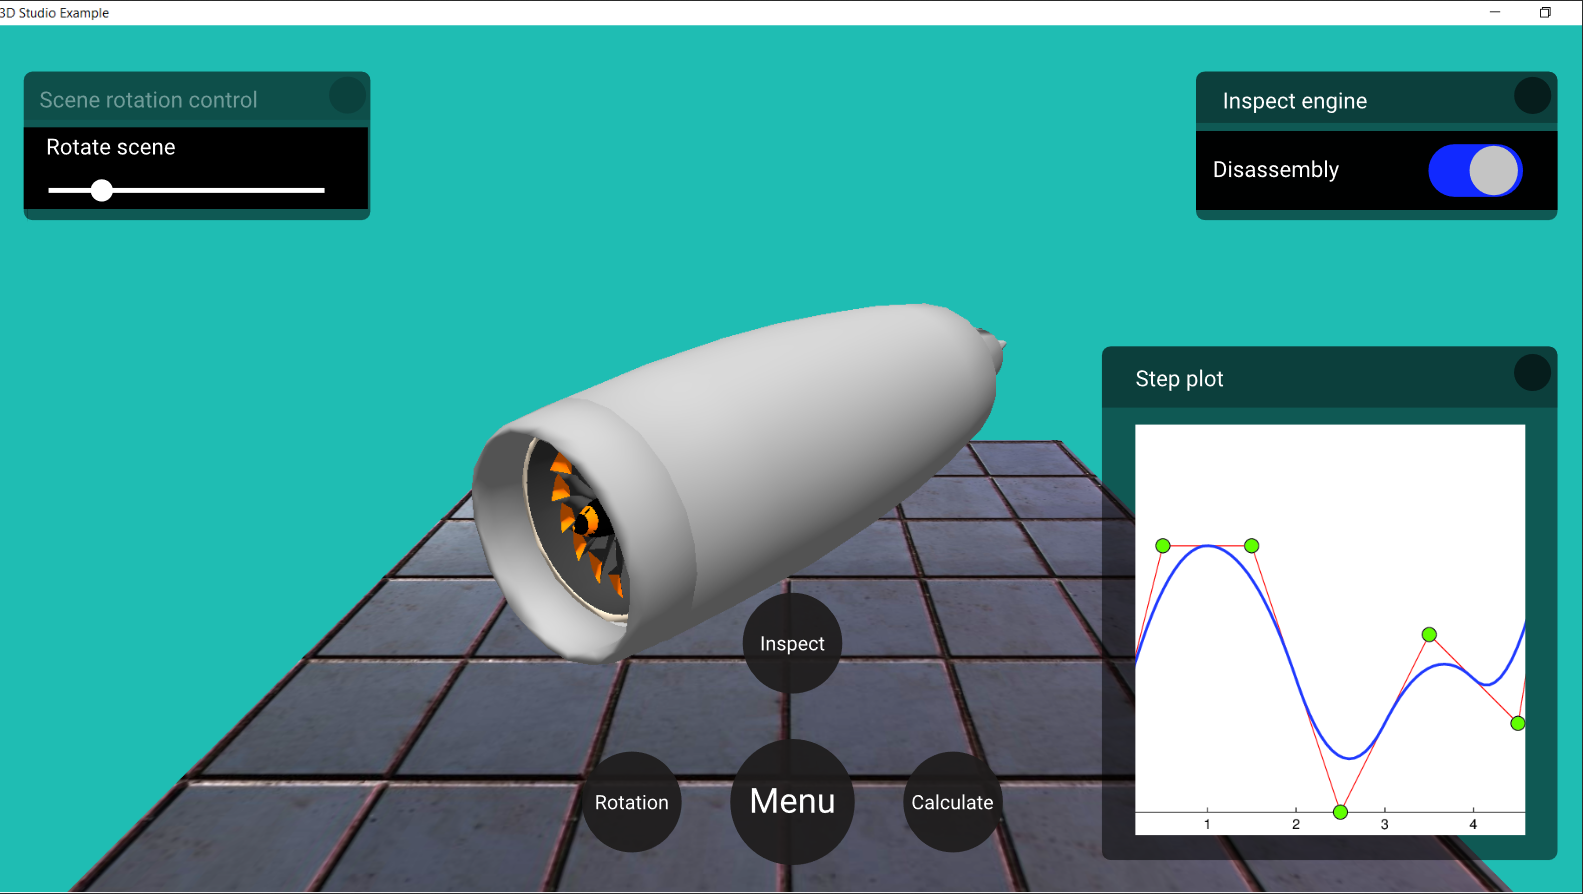 3D Studio Example
Scene rotation control
Rotate scene
Inspect engine
Disassembly
Step plot
1 2 3 4
Inspect
Rotation
Menu
Calculate